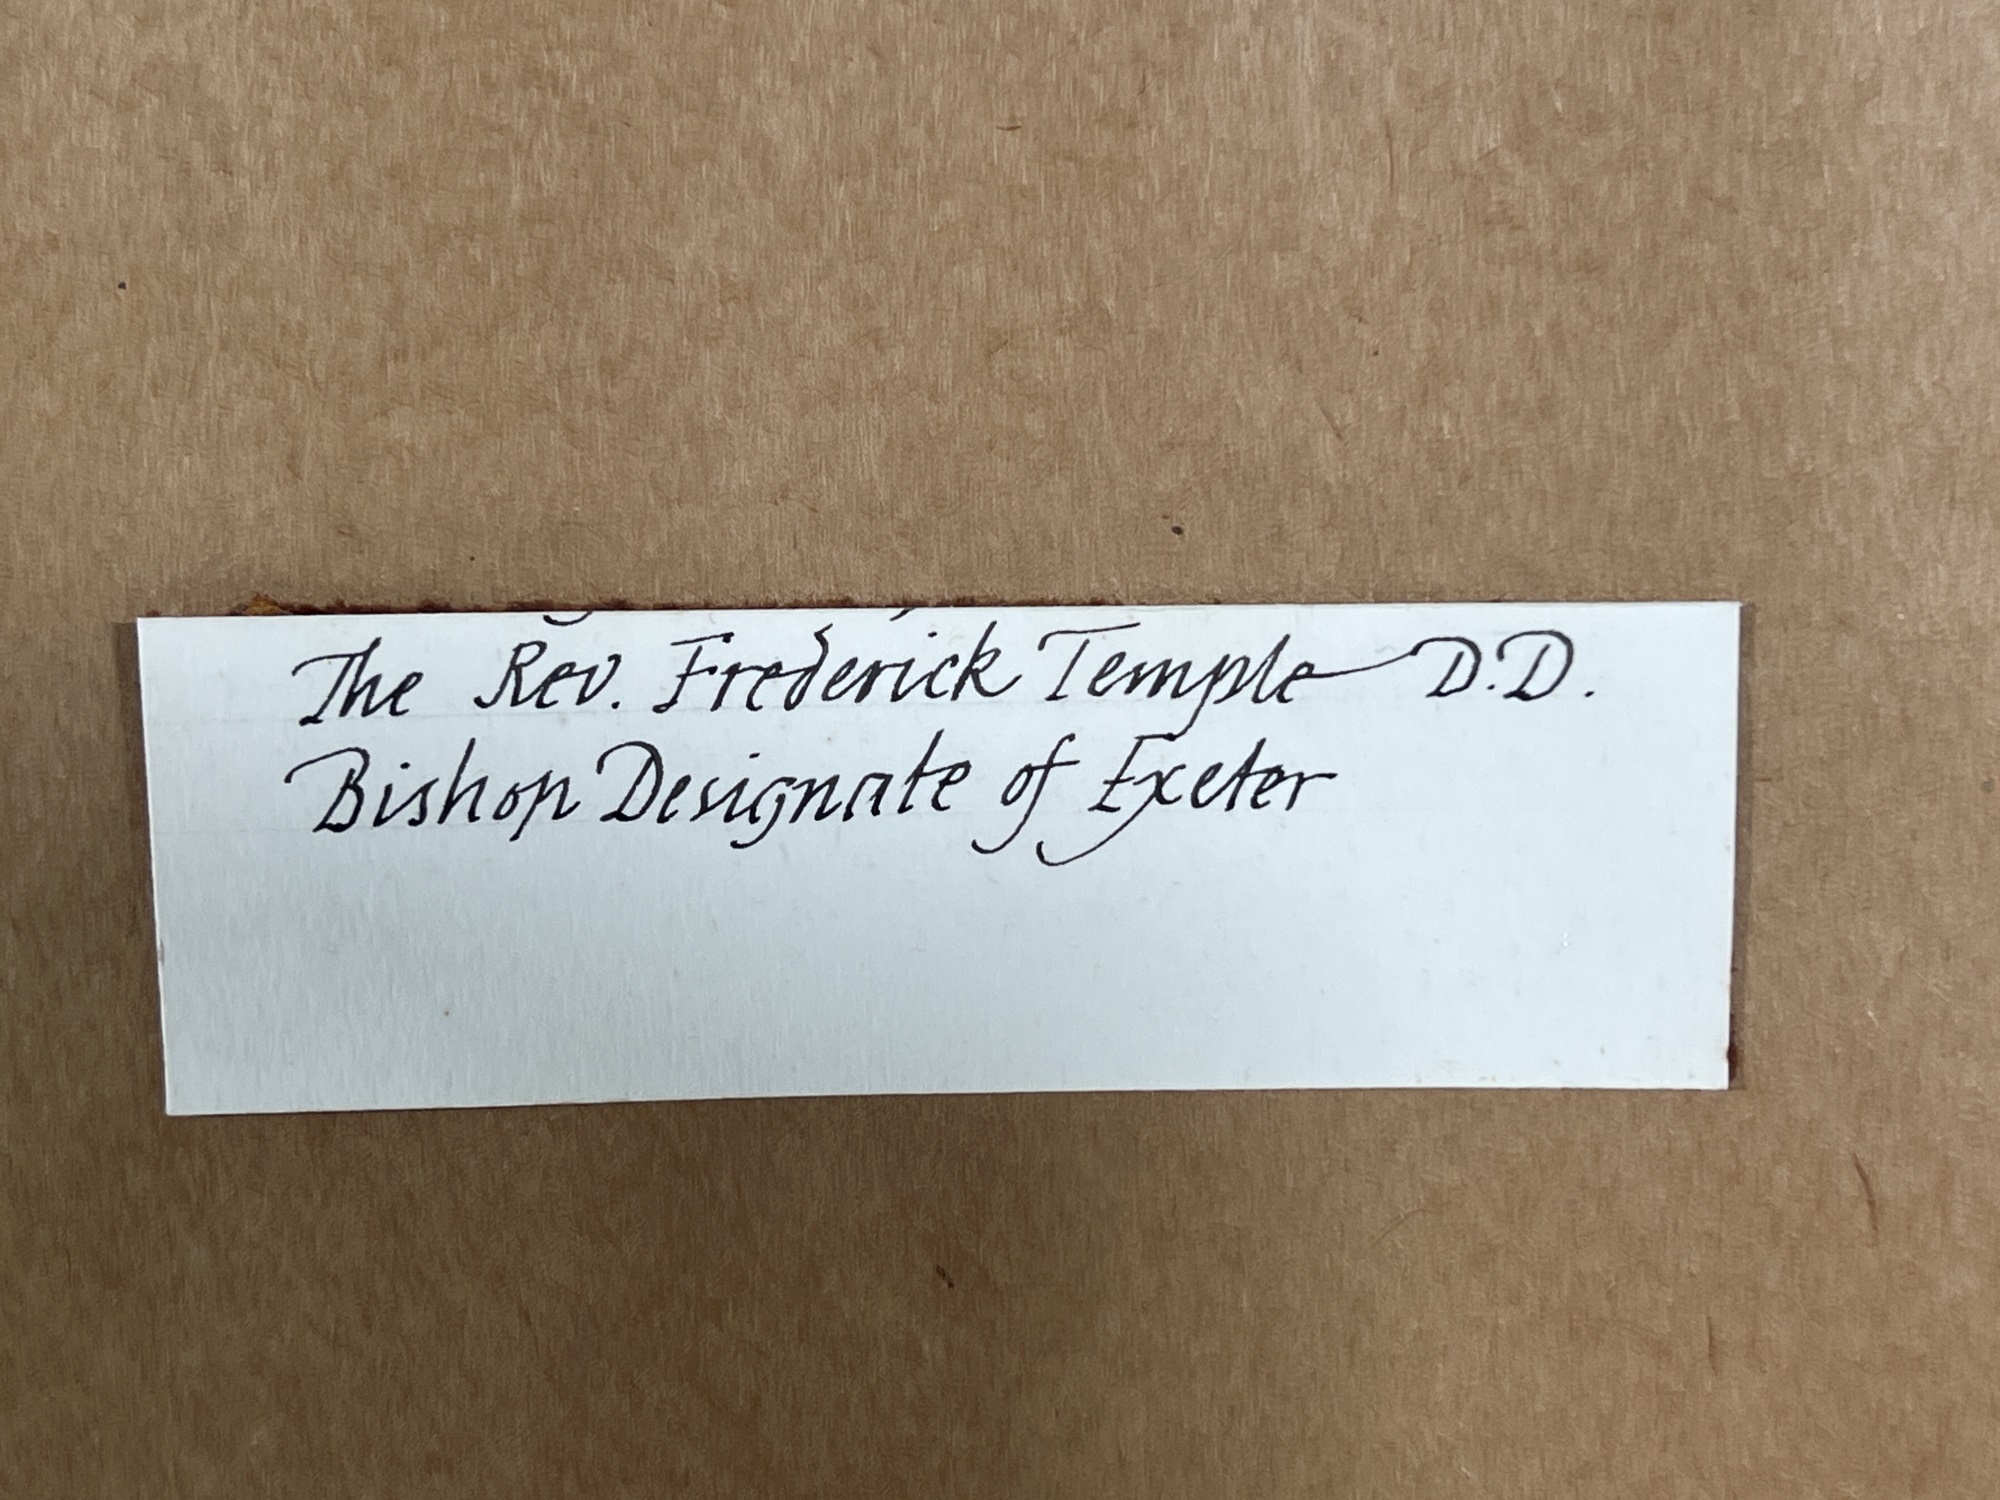 The Rev. Frederick Temple D.D.
Bishop Designate of Exeter